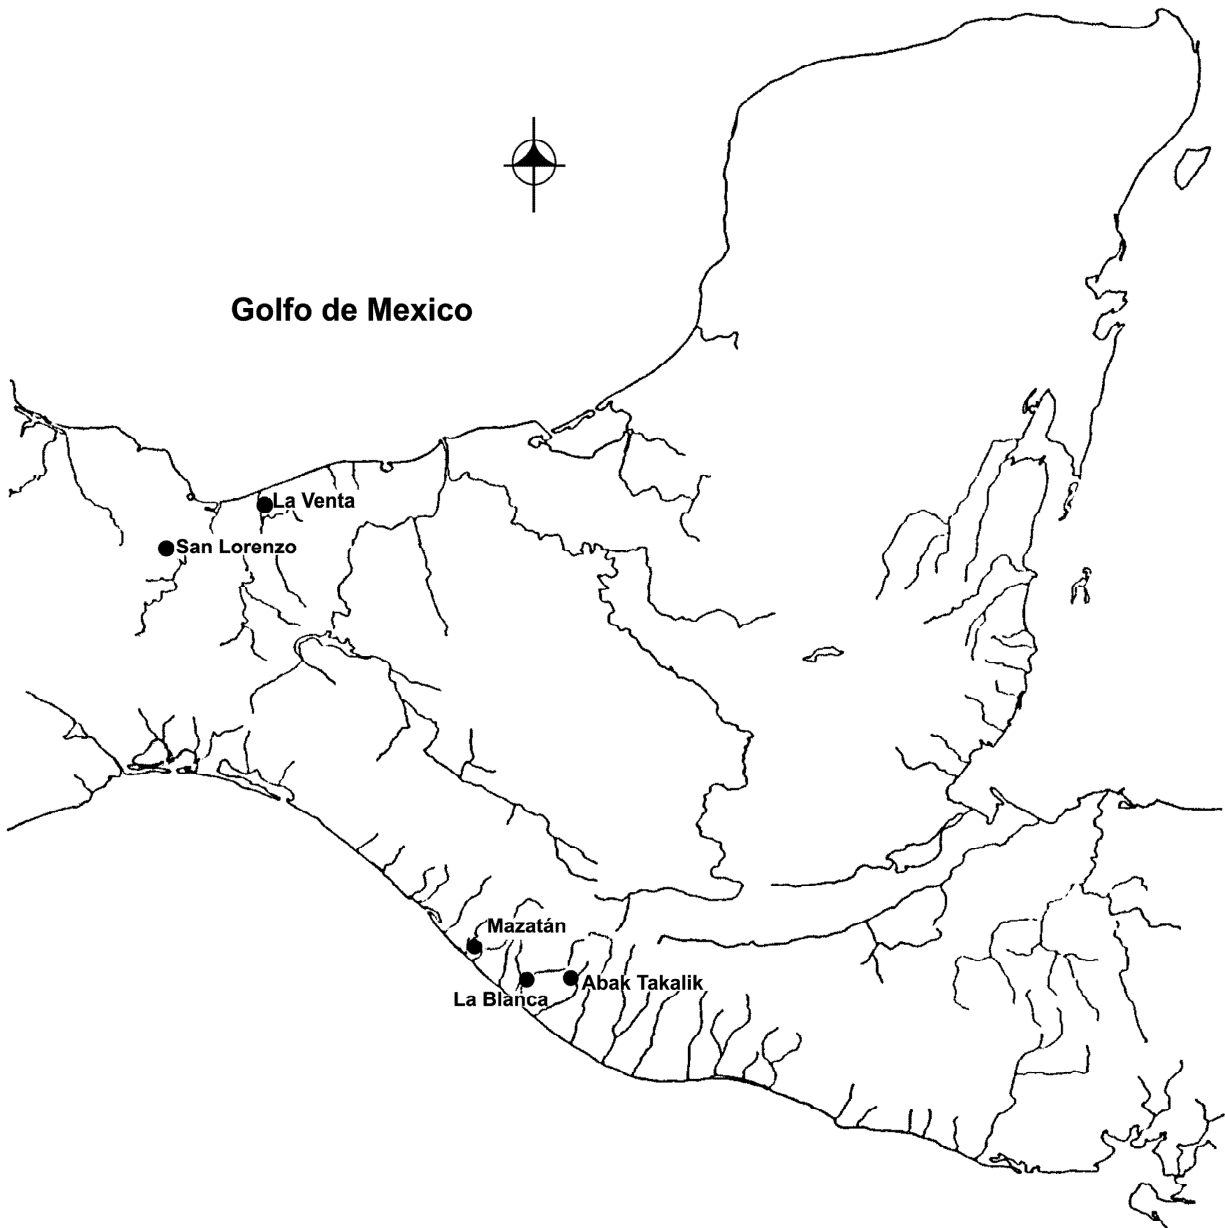 Golfo de Mexico
La Venta
San Lorenzo
Mazatán
Abak Takalik
La Blanca